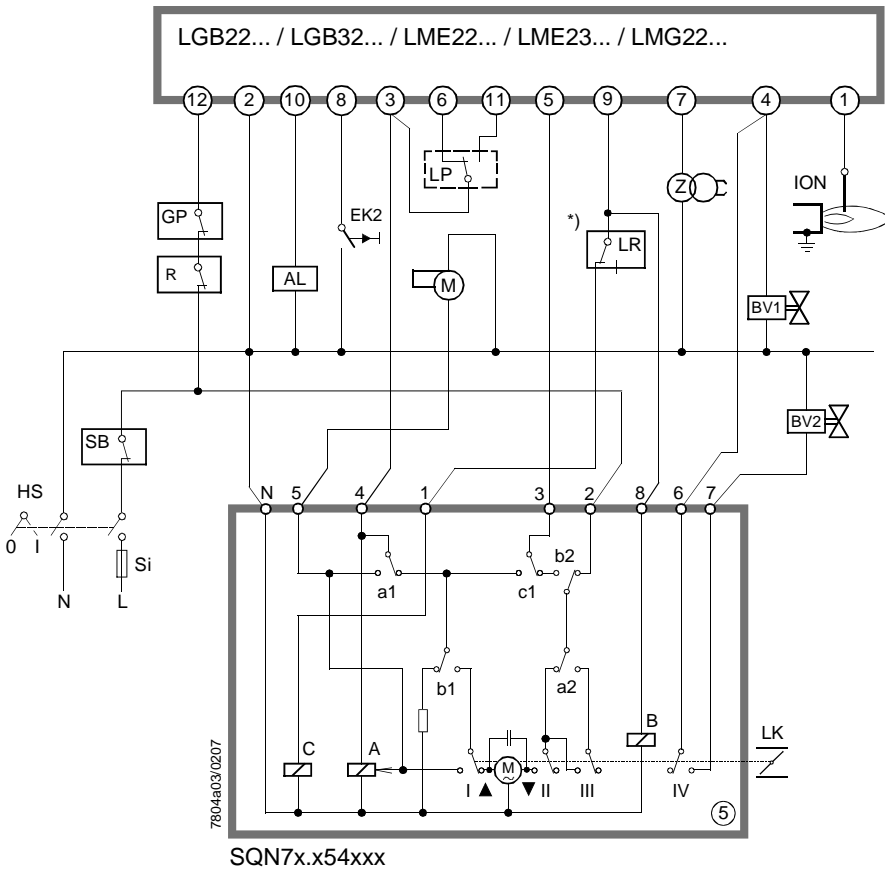 LGB22... / LGB32... / LME22... / LME23... / LMG22...
12 2 10 8 3 6 11 5 9 7 4 1
LP
Z
ION
GP
EK2
*)
LR
R
AL
M
BV1
SB
BV2
HS
0 I
Si
N L
N 5 4 1 3 2 8 6 7
b2
a1
c1
b1
a2
B
C
A
LK
M
~
I ▲ ▼ II III IV
5
7804a03/0207
SQN7x.x54xxx